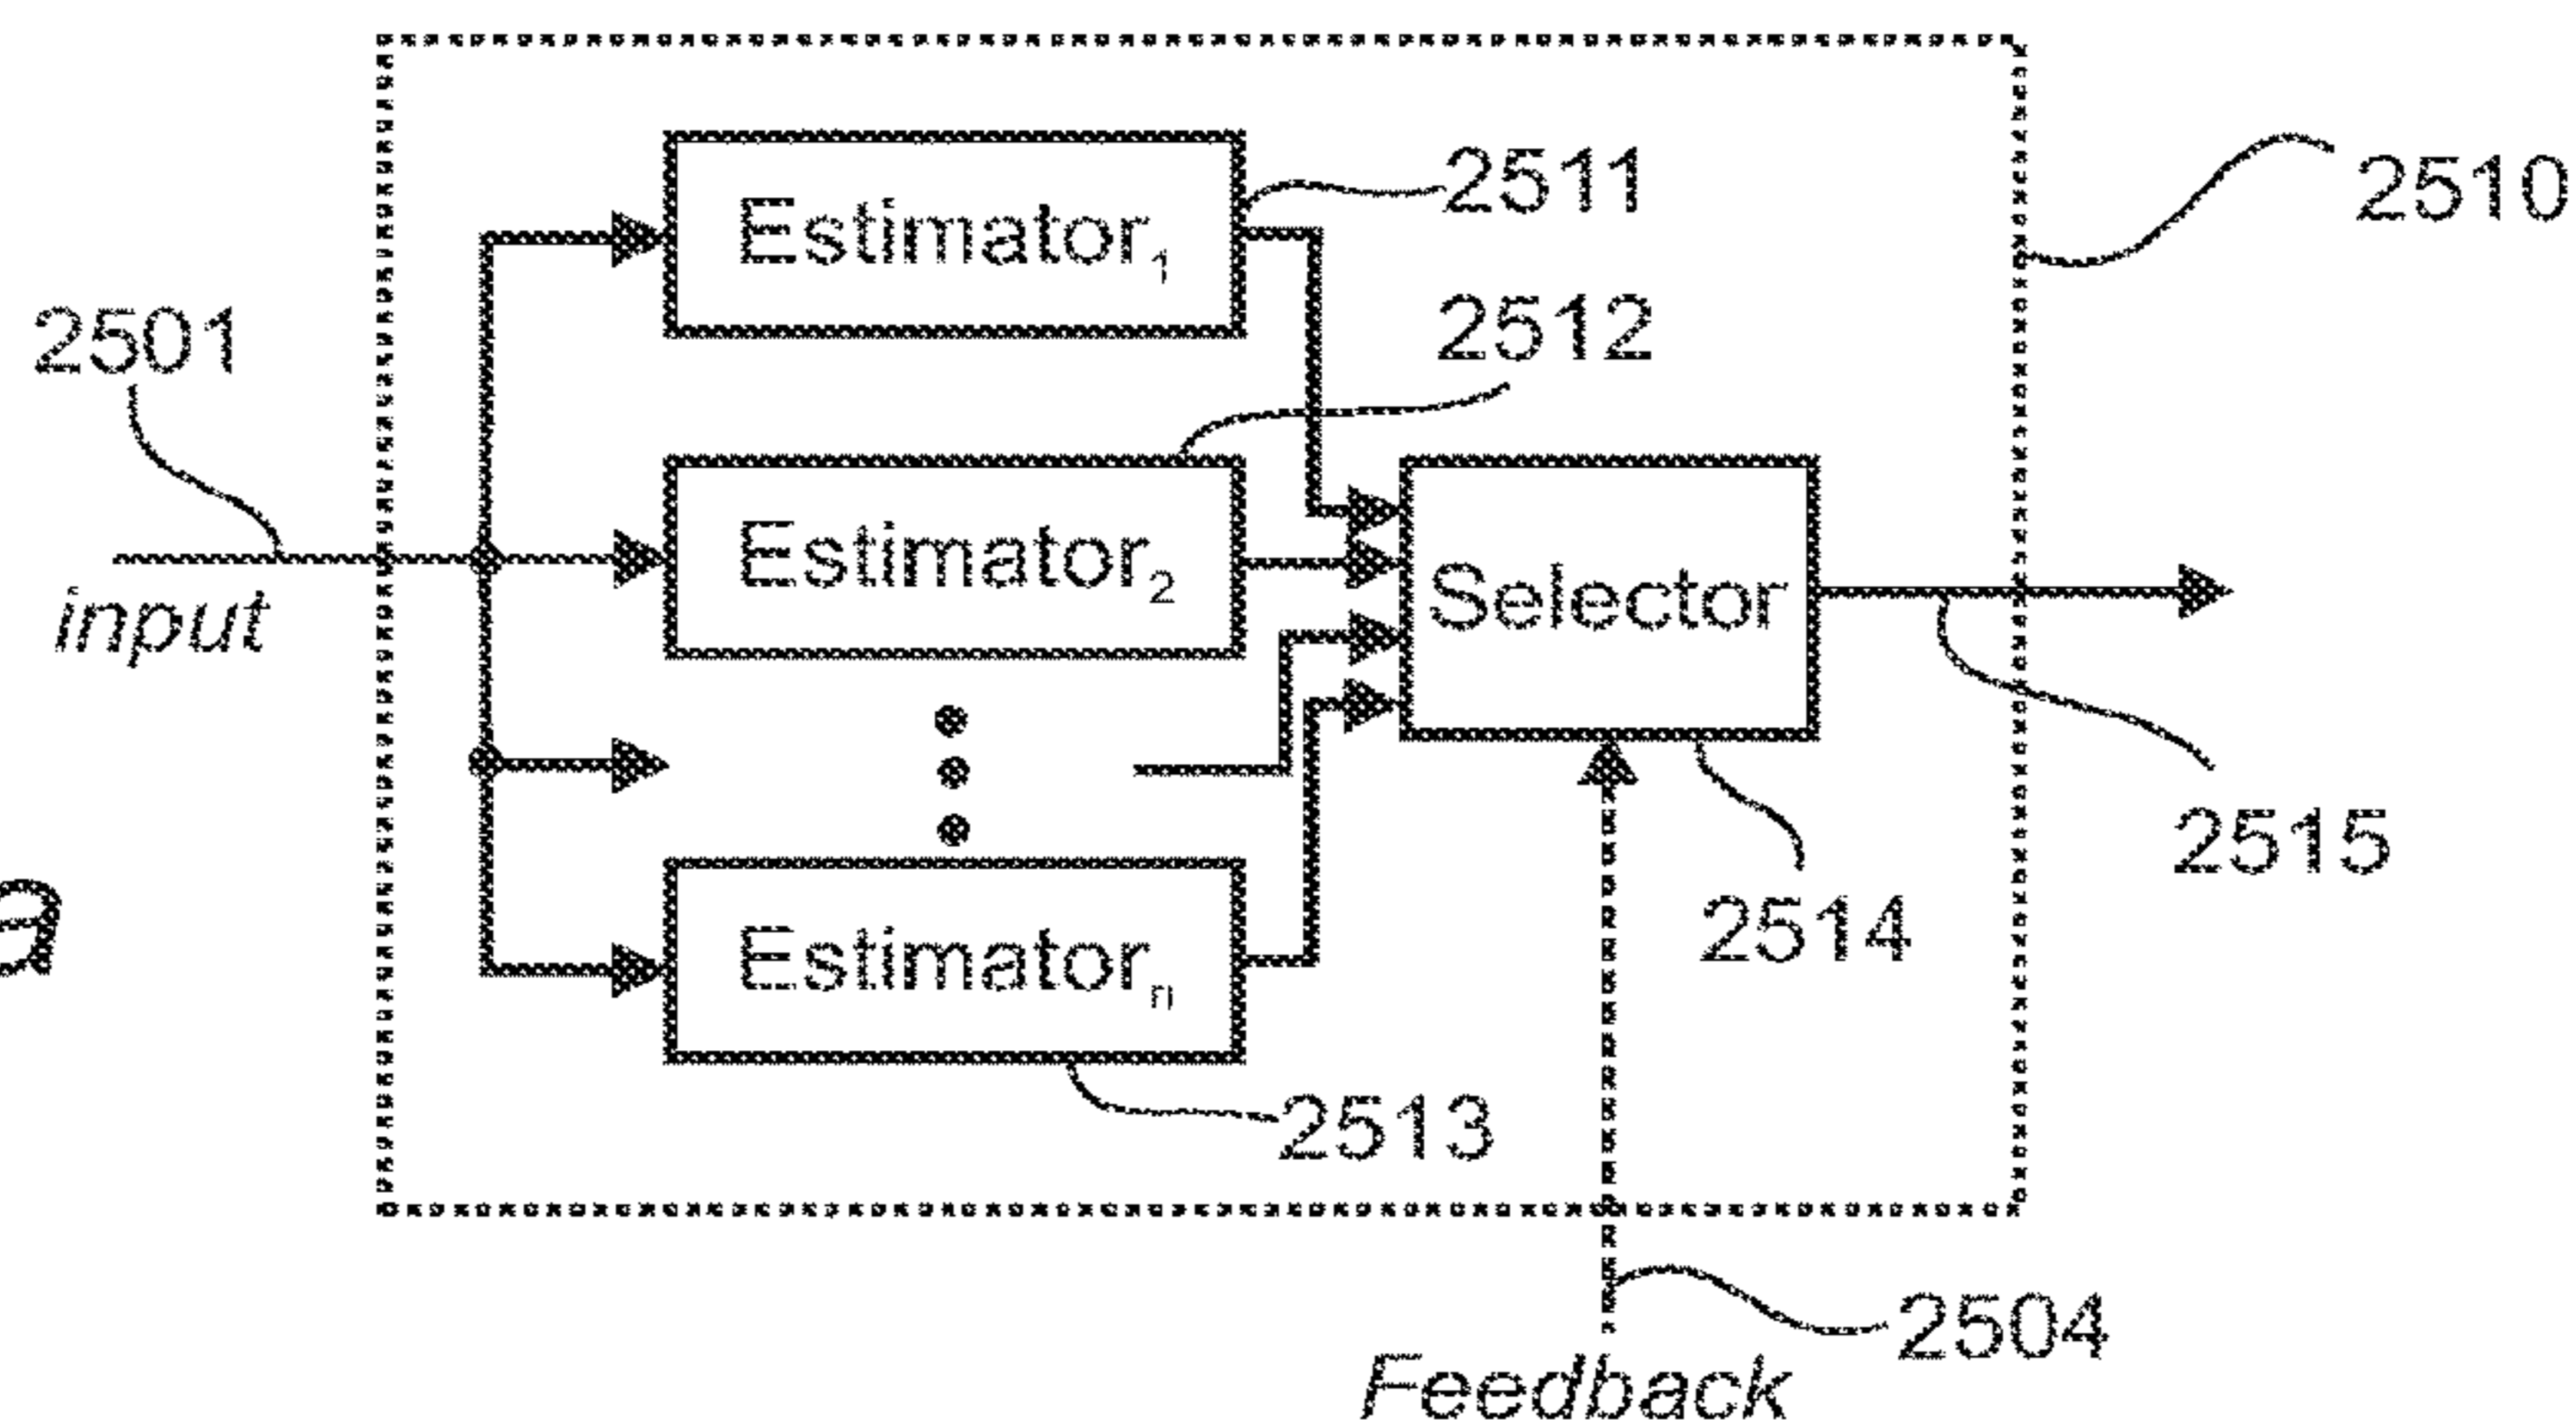 2511
2510
Estimator1
2501
2512
input
Estimator2
Selector
2515
a
2514
Estimatorn
2513
2504
Feedback